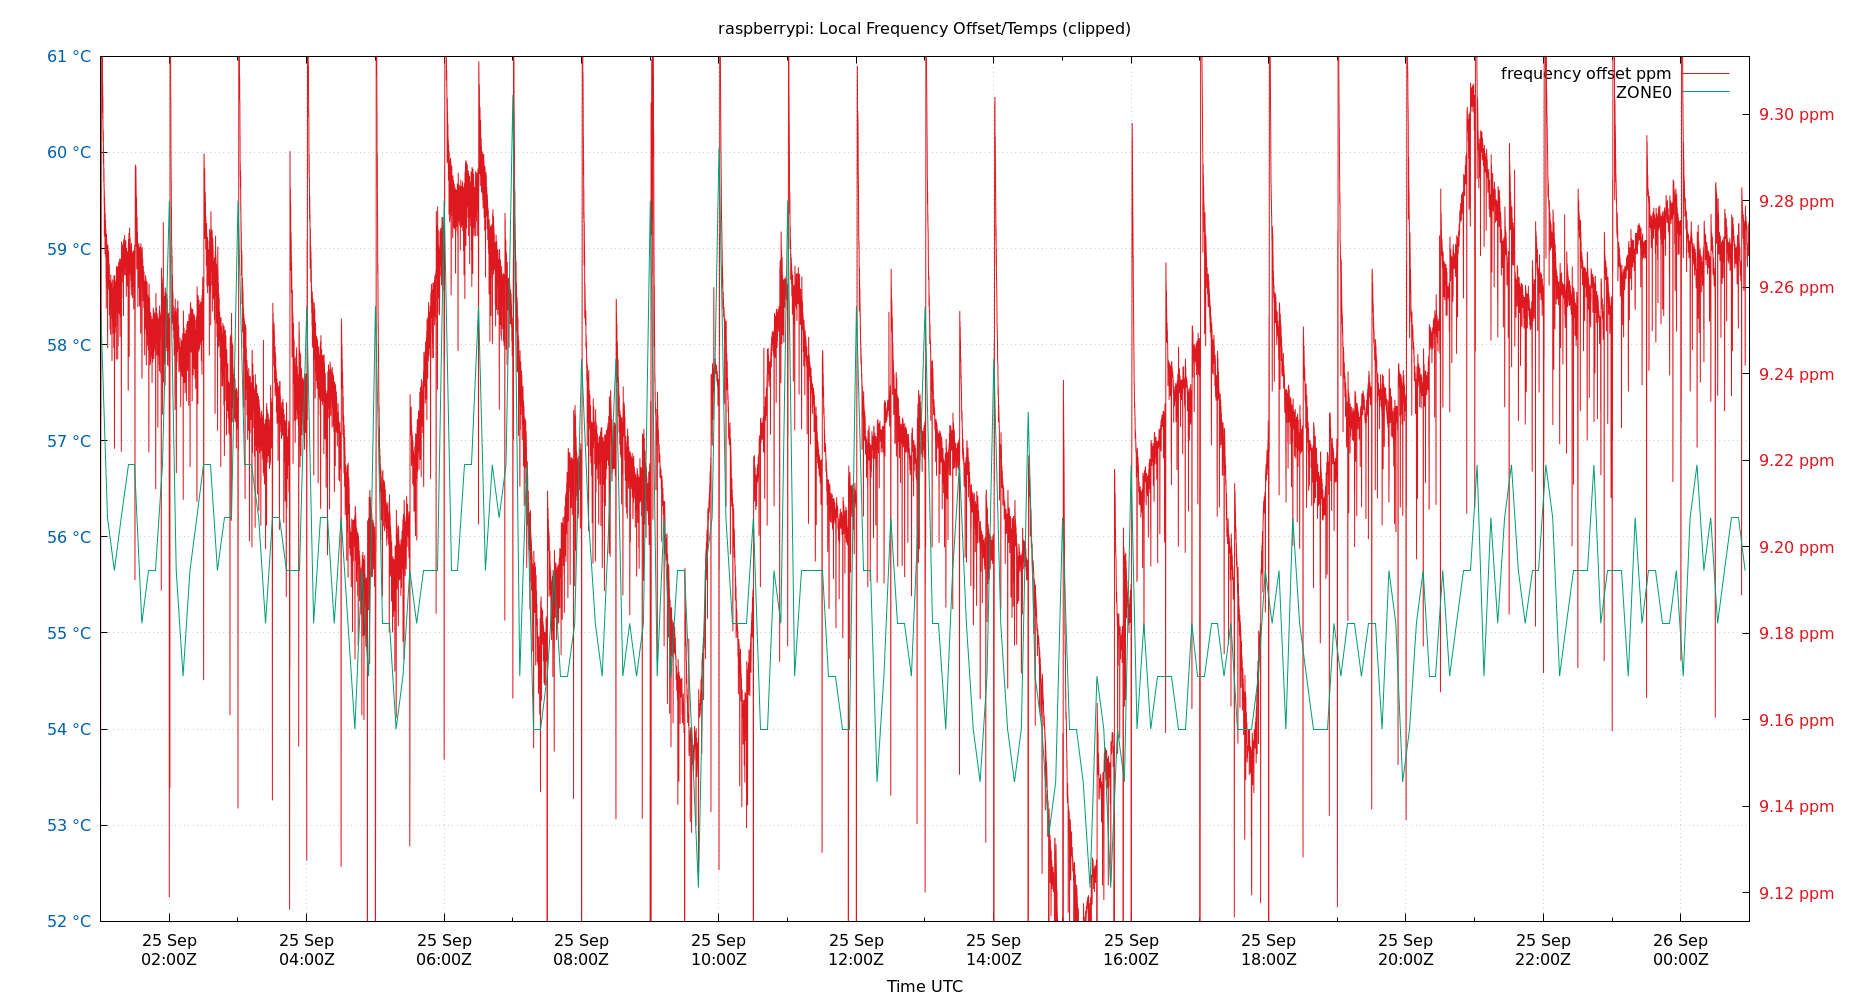 raspberrypi: Local Frequency Offset/Temps (clipped)
61 °C
60 °C
59 °C
58 °C
57 °C
56 °C
55 °C
54 °C
53 °C
52 °C
frequency offset ppm
ZONE0
9.30 ppm
9.28 ppm
9.26 ppm
9.24 ppm
9.22 ppm
9.20 ppm
9.18 ppm
9.16 ppm
9.14 ppm
9.12 ppm
25 Sep 25 Sep 25 Sep 25 Sep 25 Sep 25 Sep 25 Sep 25 Sep 25 Sep 25 Sep 25 Sep 26 Sep
02:00Z 04:00Z 06:00Z 08:00Z 10:00Z 12:00Z 14:00Z 16:00Z 18:00Z 20:00Z 22:00Z 00:00Z
Time UTC